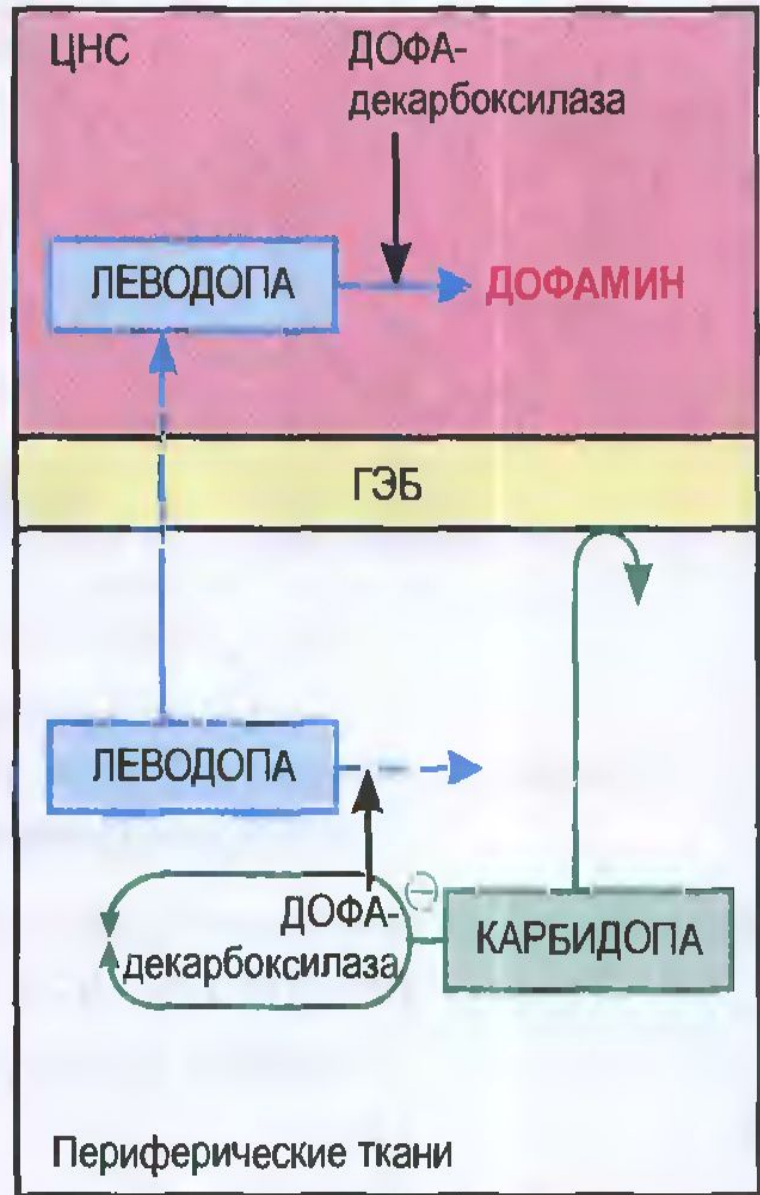 ЦНС
ДОФА-
декарбоксилаза
ЛЕВОДОПА
ДОФАМИН
ГЭБ
ЛЕВОДОПА
ДОФА-
декарбоксилаза
КАРБИДОПА
Периферические ткани